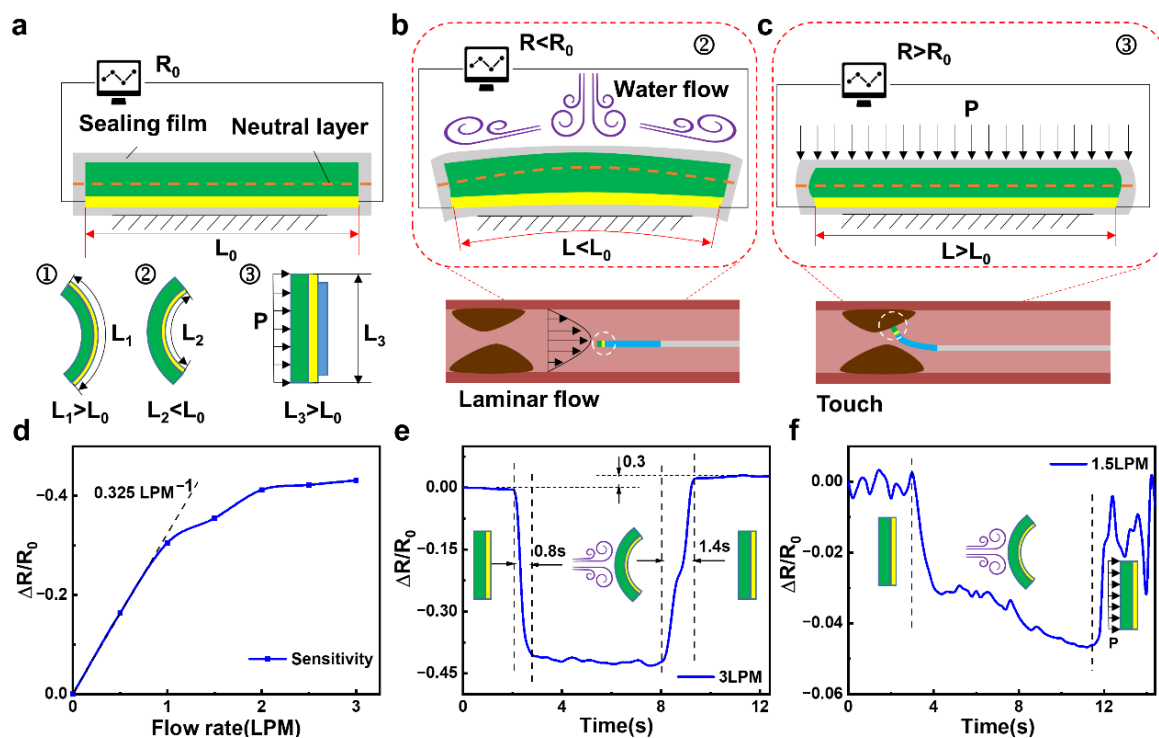 a
R₀
Sealing film
Neutral layer
L₀
①
②
③
L₁
L₂
P
L₃
L₁>L₀
L₂<L₀
L₃>L₀
b
R<R₀
②
Water flow
L<L₀
Laminar flow
c
R>R₀
③
P
L>L₀
Touch
d
0.325 LPM⁻¹
−0.4
−0.2
0.0
ΔR/R₀
Sensitivity
0
1
2
3
Flow rate(LPM)
e
0.3
0.00
−0.15
−0.30
−0.45
ΔR/R₀
0.8s
1.4s
3LPM
0
4
8
12
Time(s)
f
1.5LPM
0.00
−0.02
−0.04
−0.06
ΔR/R₀
P
0
4
8
12
Time(s)